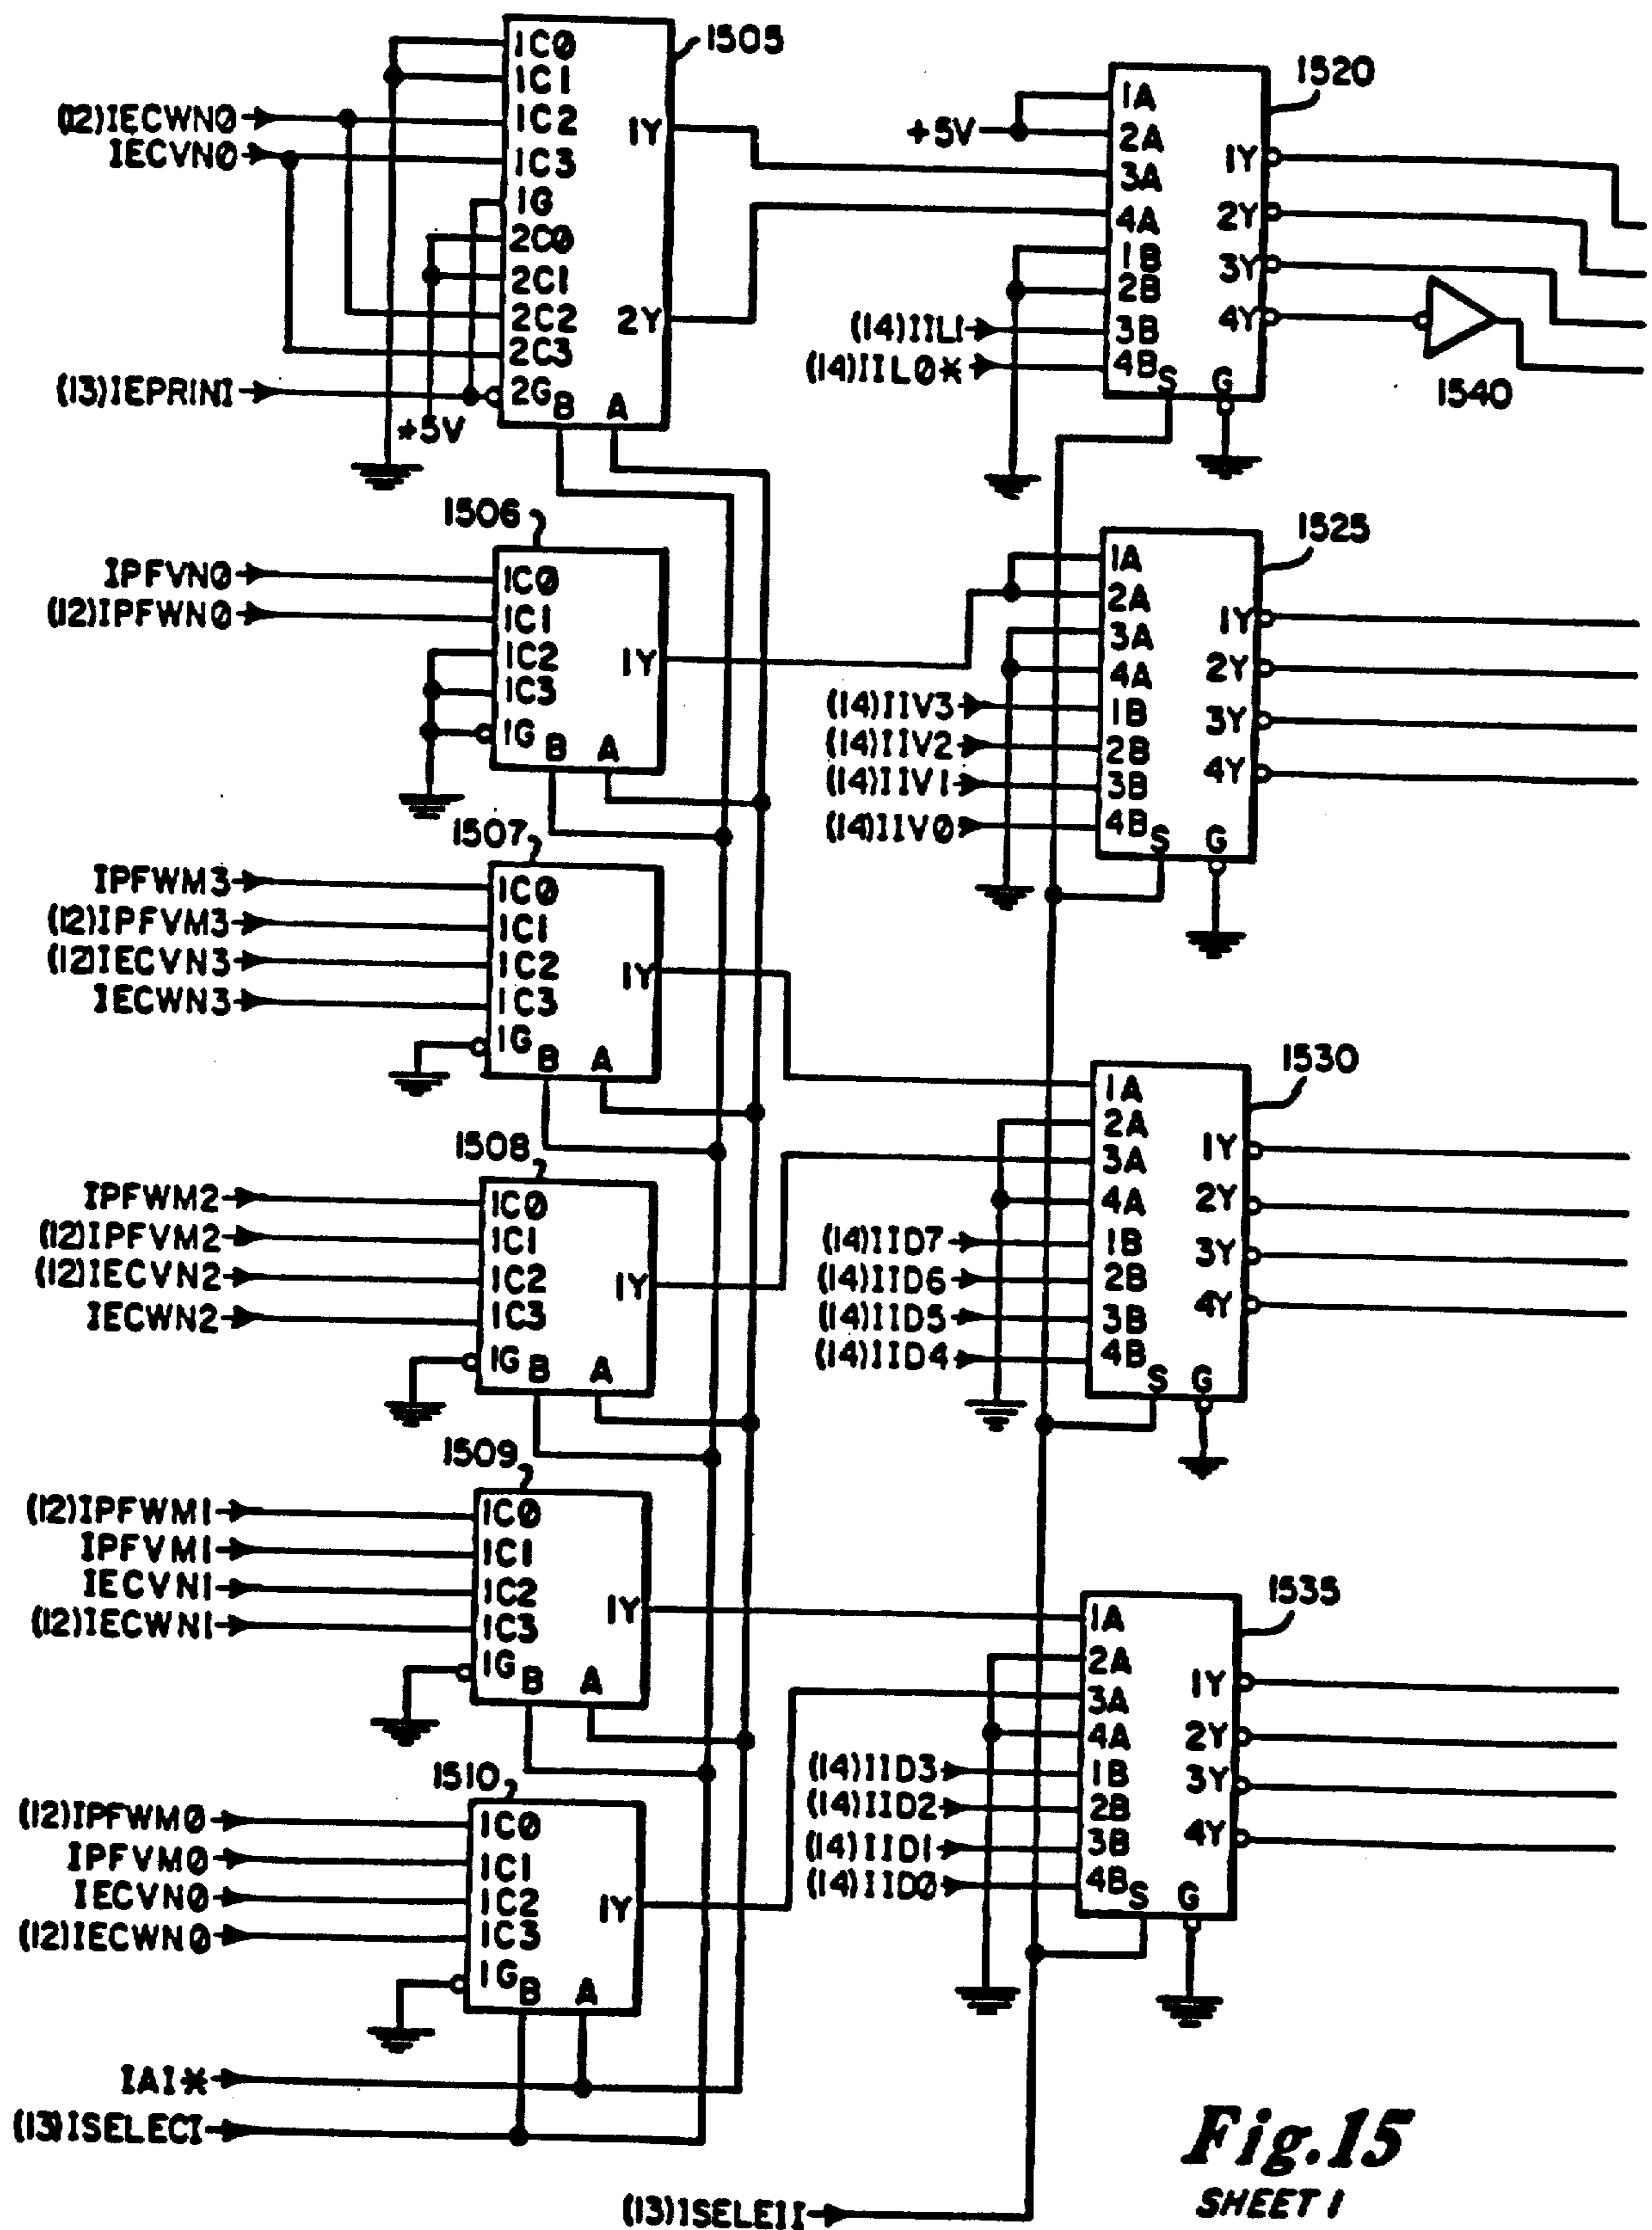 1505
1C0
1C1
(12)IECWN0 1C2
IECVN0 1C3
1G
2C0
2C1
2C2
2C3
(13)IEPRINI 2G
+5V
B A
1Y
2Y
1520
1A
+5V 2A
3A
4A
1B
2B
(14)IIL1 3B
(14)IIL0* 4B
S G
1Y
2Y
3Y
4Y
1540
1506
IPFVN0 1C0
(12)IPFWN0 1C1
1C2
1C3
1G B A
1Y
1525
1A
2A
3A
4A
(14)IIV3 1B
(14)IIV2 2B
(14)IIV1 3B
(14)IIV0 4B
S G
1Y
2Y
3Y
4Y
1507
IPFWM3 1C0
(12)IPFVM3 1C1
(12)IECVN3 1C2
IECWN3 1C3
1G B A
1Y
1508
IPFWM2 1C0
(12)IPFVM2 1C1
(12)IECVN2 1C2
IECWN2 1C3
1G B A
1Y
1530
1A
2A
3A
4A
(14)IID7 1B
(14)IID6 2B
(14)IID5 3B
(14)IID4 4B
S G
1Y
2Y
3Y
4Y
1509
(12)IPFWM1 1C0
IPFVM1 1C1
IECVN1 1C2
(12)IECWN1 1C3
1G B A
1Y
1510
(12)IPFWM0 1C0
IPFVM0 1C1
IECVN0 1C2
(12)IECWN0 1C3
1G B A
1Y
1535
1A
2A
3A
4A
(14)IID3 1B
(14)IID2 2B
(14)IID1 3B
(14)IID0 4B
S G
1Y
2Y
3Y
4Y
IAI*
(13)ISELECI
(13)ISELEII
Fig.15
SHEET 1